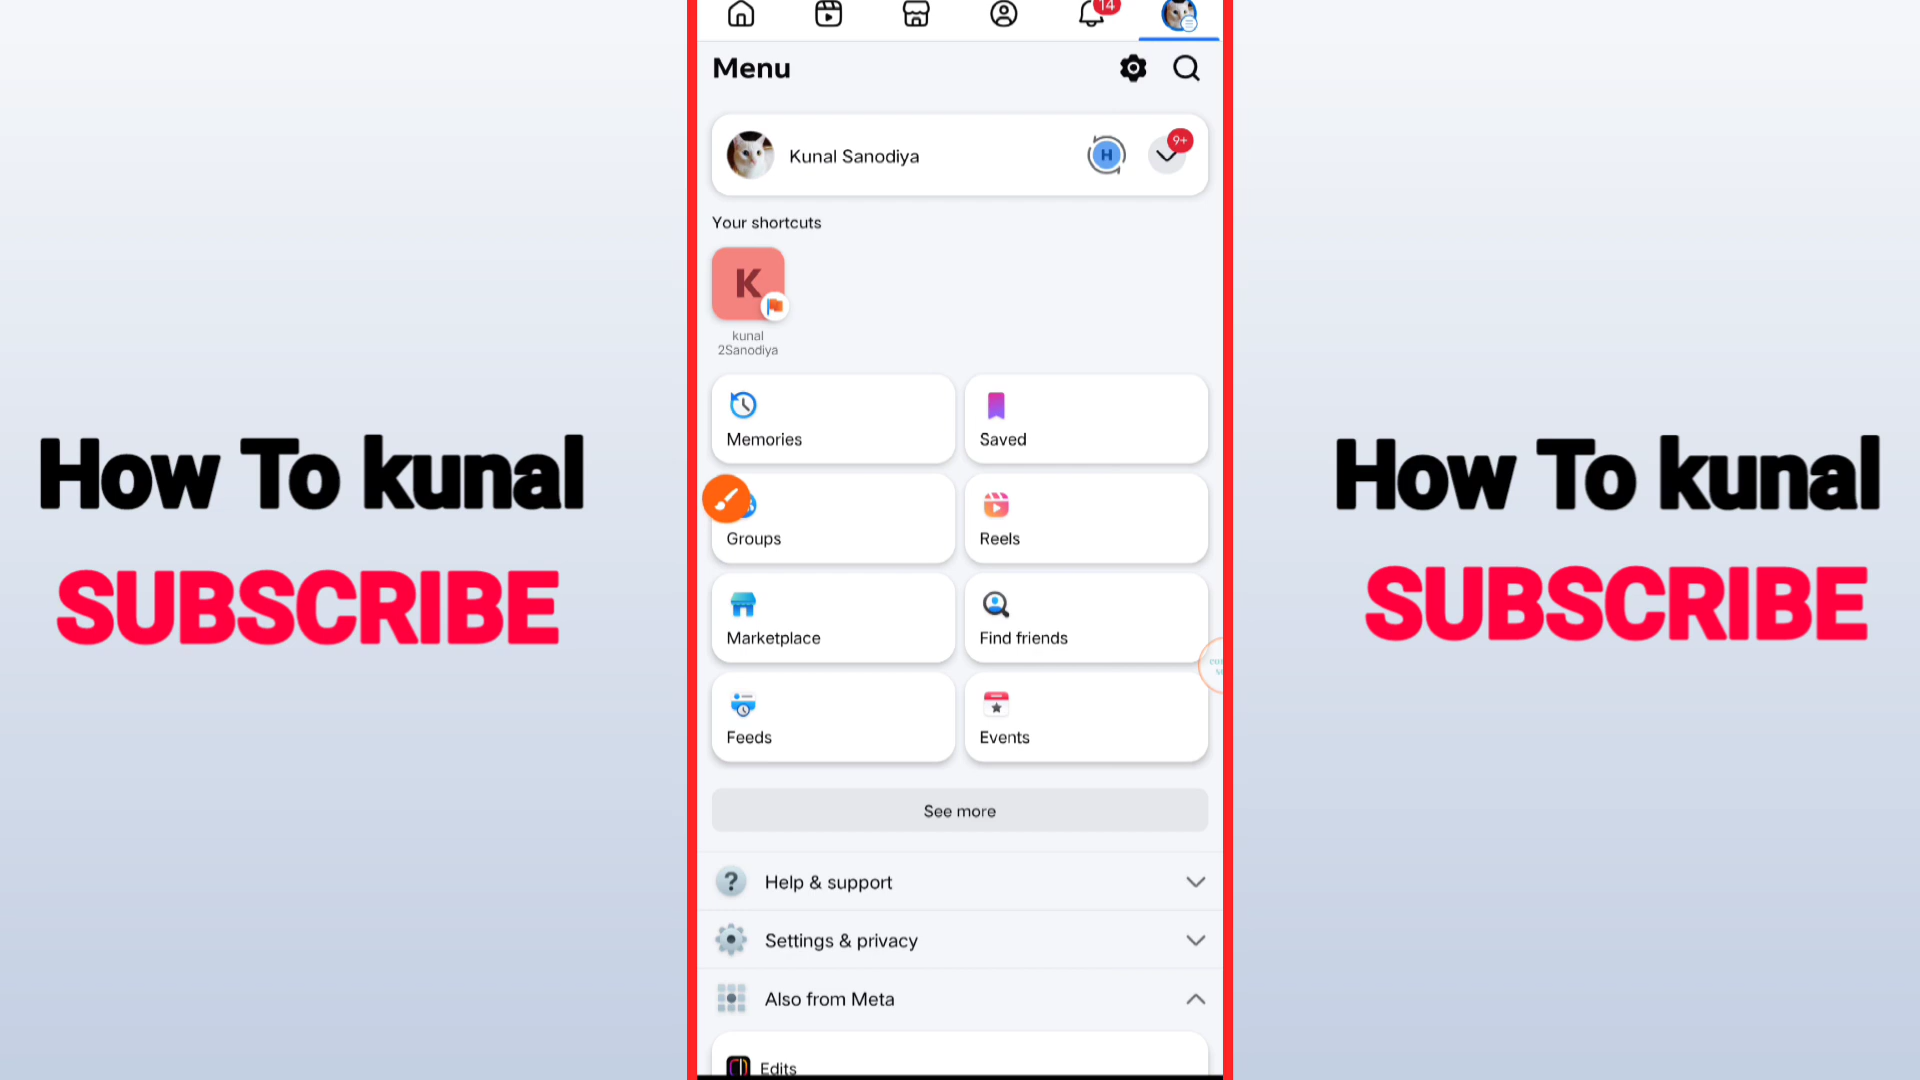 14
Menu
Kunal Sanodiya
H
9+
Your shortcuts
K
kunal
2Sanodiya
Memories
Saved
Groups
Reels
Marketplace
Find friends
Feeds
Events
See more
Help & support
Settings & privacy
Also from Meta
Edits
How To kunal
SUBSCRIBE
How To kunal
SUBSCRIBE